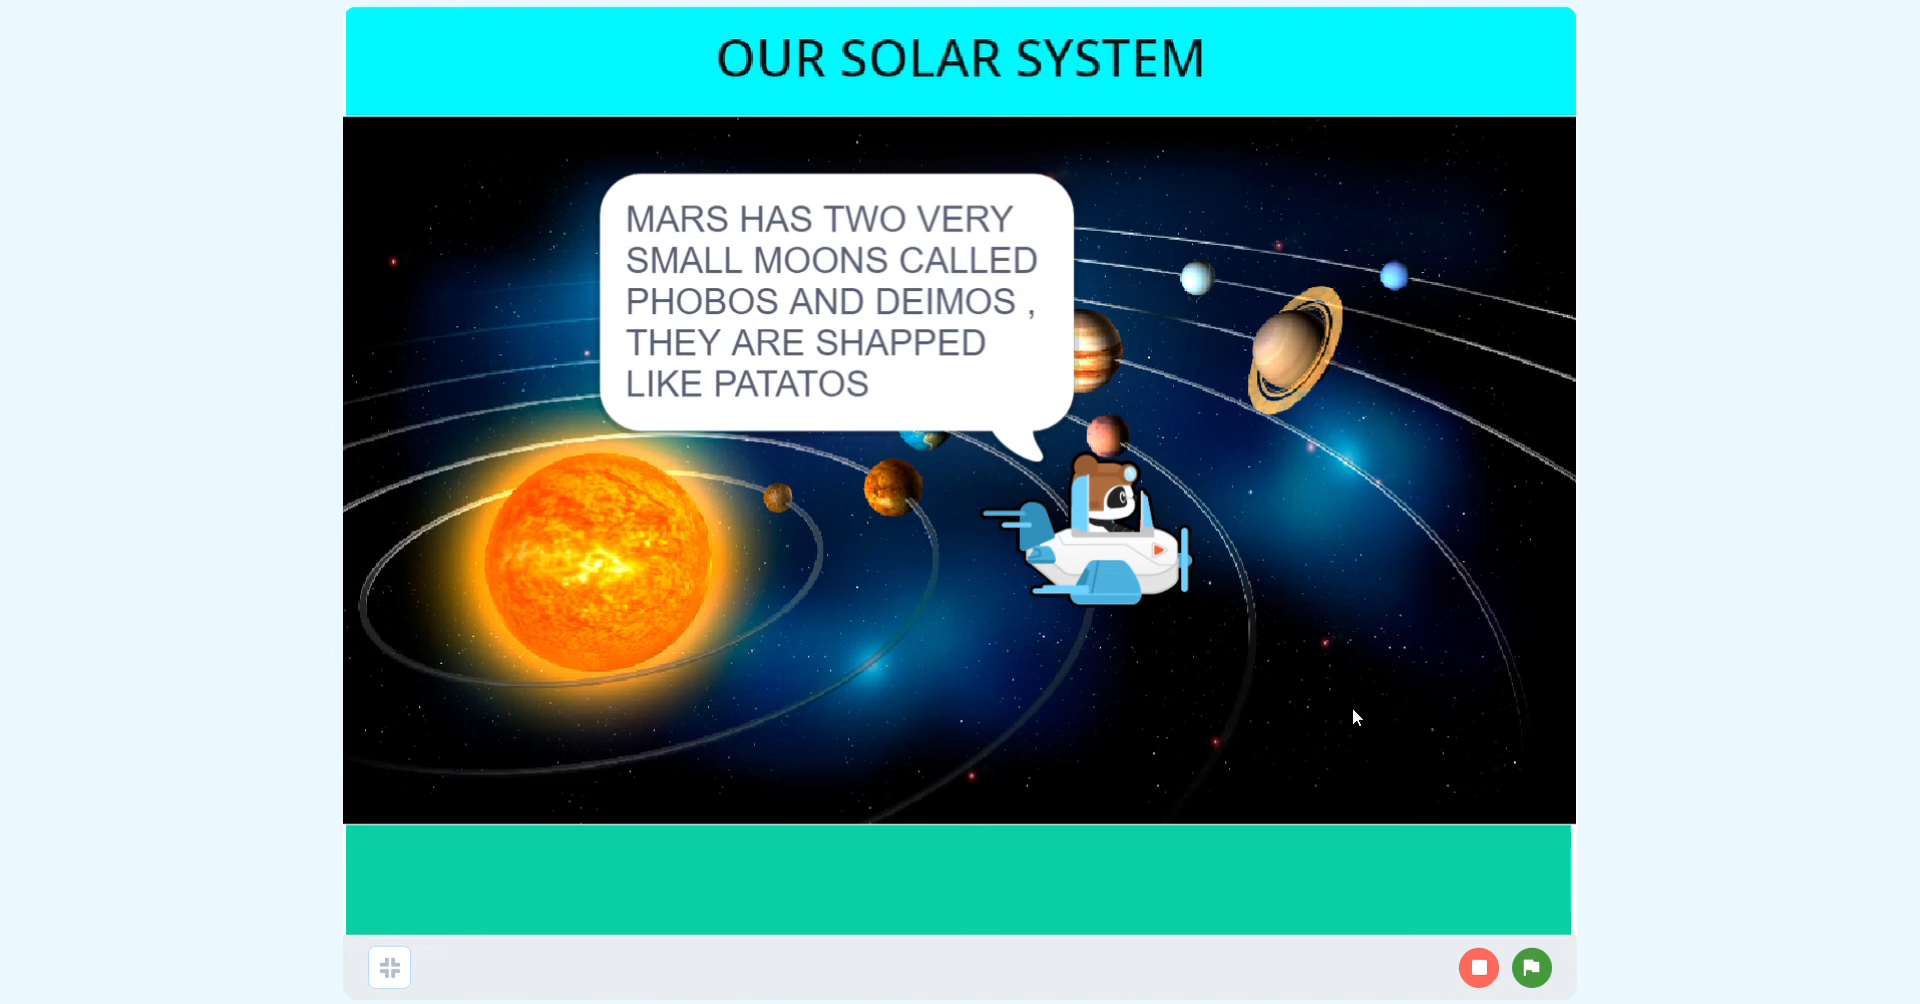 OUR SOLAR SYSTEM
MARS HAS TWO VERY
SMALL MOONS CALLED
PHOBOS AND DEIMOS ,
THEY ARE SHAPPED
LIKE PATATOS